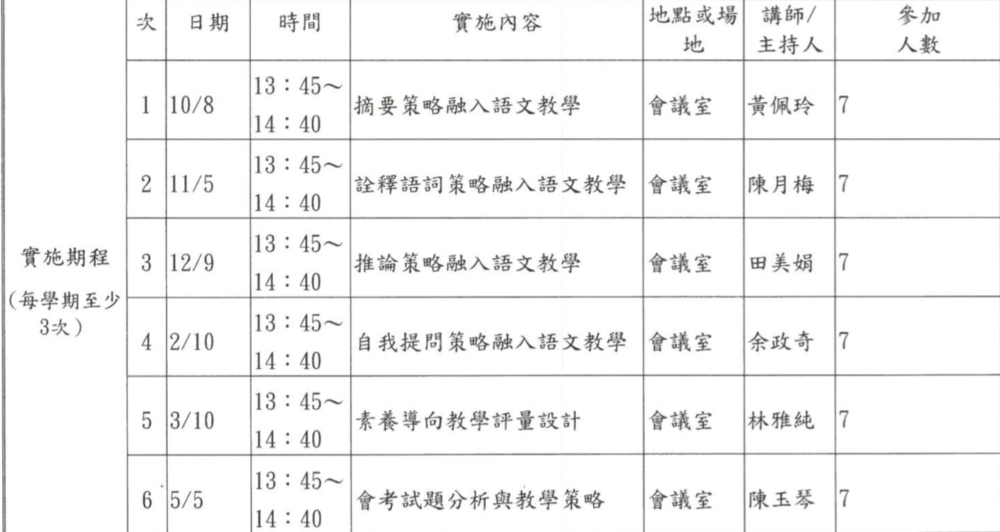 次 日期 時間 實施內容 地點或場地 講師/主持人 參加人數
實施期程
(每學期至少
3次)
1 10/8 13：45～14：40 摘要策略融入語文教學 會議室 黃佩玲 7
2 11/5 13：45～14：40 詮釋語詞策略融入語文教學 會議室 陳月梅 7
3 12/9 13：45～14：40 推論策略融入語文教學 會議室 田美娟 7
4 2/10 13：45～14：40 自我提問策略融入語文教學 會議室 余政奇 7
5 3/10 13：45～14：40 素養導向教學評量設計 會議室 林雅純 7
6 5/5 13：45～14：40 會考試題分析與教學策略 會議室 陳玉琴 7